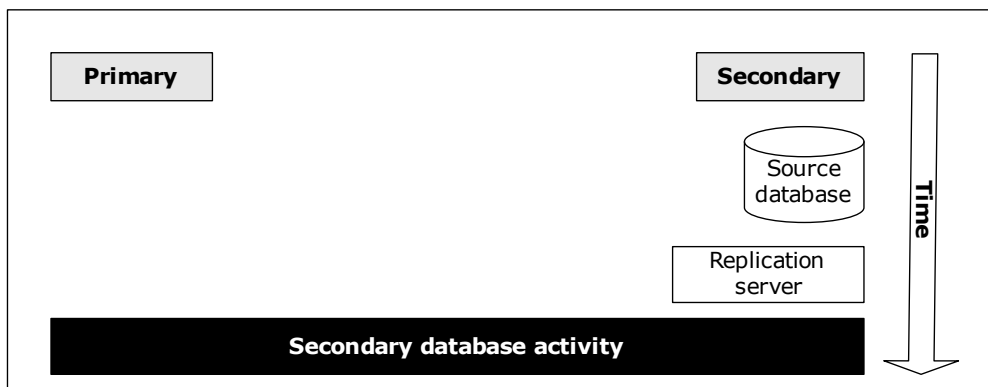 Primary
Secondary
Source
database
Time
Replication
server
Secondary database activity